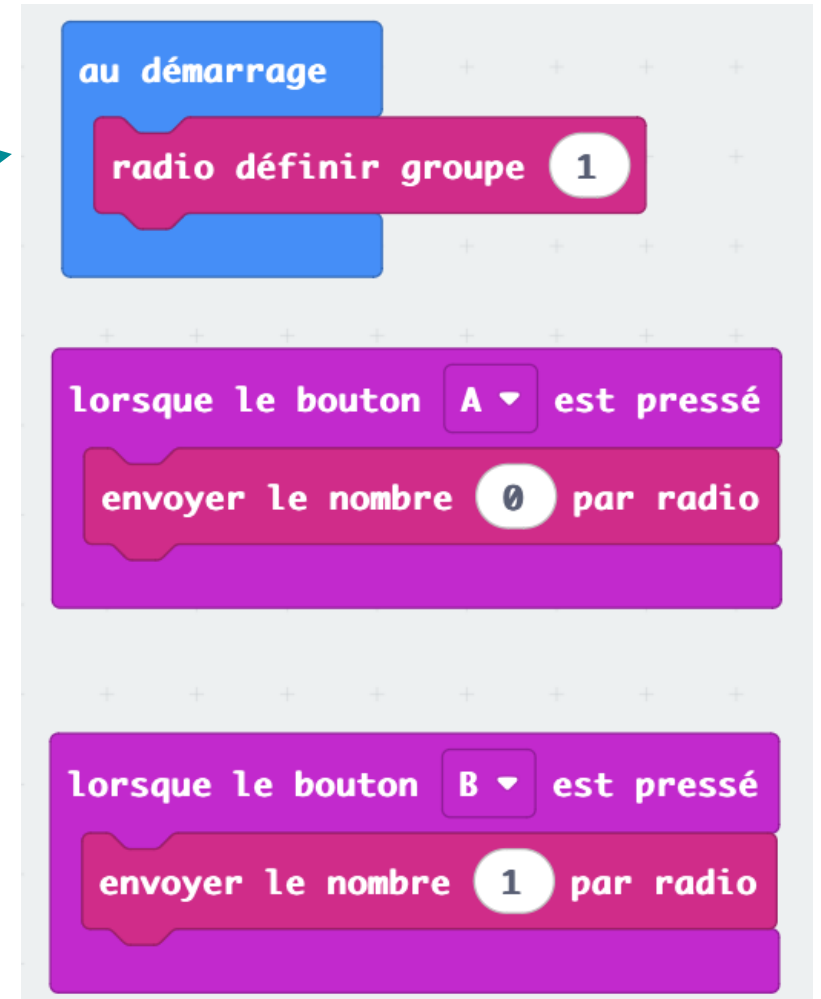 au démarrage
radio définir groupe 1
lorsque le bouton A est pressé
envoyer le nombre 0 par radio
lorsque le bouton B est pressé
envoyer le nombre 1 par radio